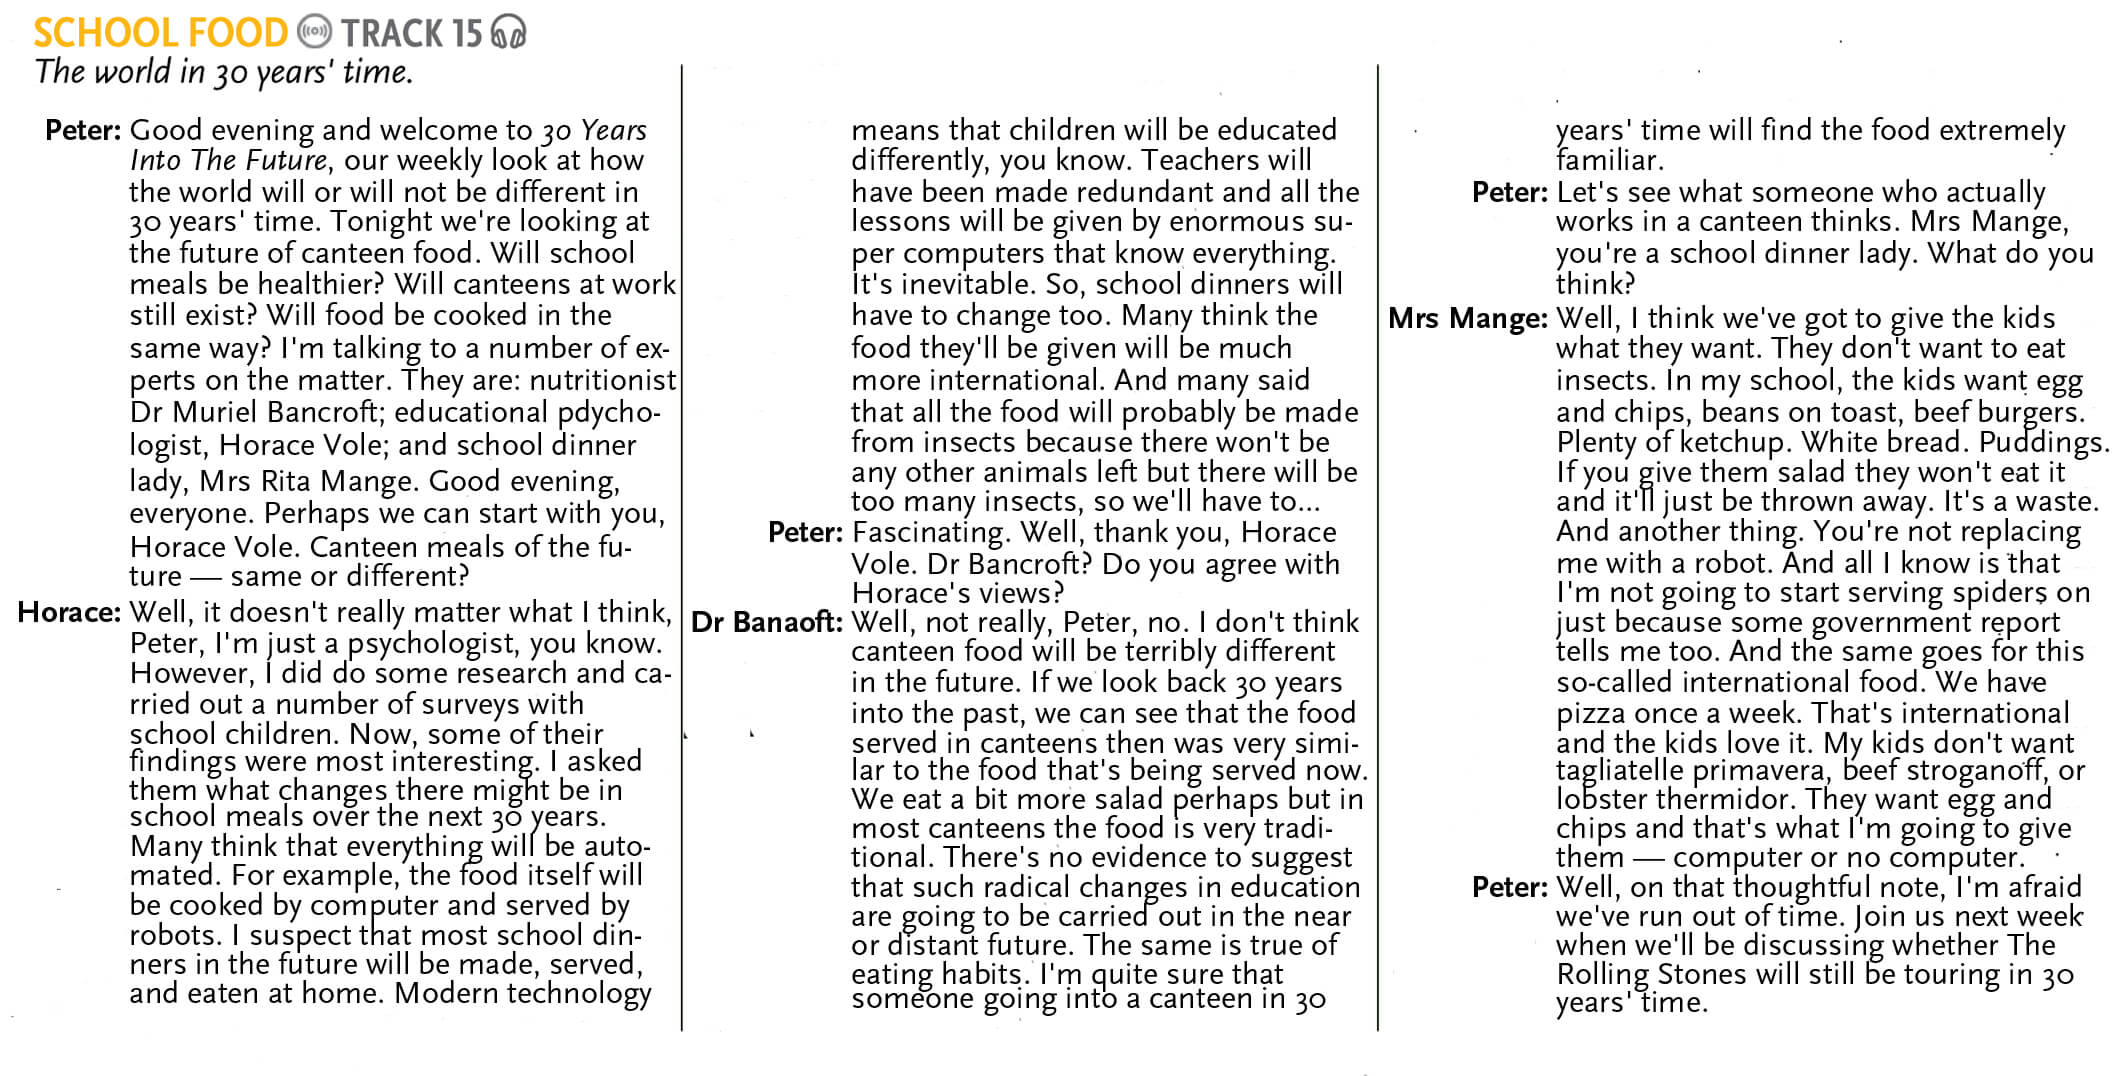 SCHOOL FOOD TRACK 15
The world in 30 years' time.
Peter: Good evening and welcome to 30 Years
Into The Future, our weekly look at how
the world will or will not be different in
30 years' time. Tonight we're looking at
the future of canteen food. Will school
meals be healthier? Will canteens at work
still exist? Will food be cooked in the
same way? I'm talking to a number of ex-
perts on the matter. They are: nutritionist
Dr Muriel Bancroft; educational pdycho-
logist, Horace Vole; and school dinner
lady, Mrs Rita Mange. Good evening,
everyone. Perhaps we can start with you,
Horace Vole. Canteen meals of the fu-
ture — same or different?
Horace: Well, it doesn't really matter what I think,
Peter, I'm just a psychologist, you know.
However, I did do some research and ca-
rried out a number of surveys with
school children. Now, some of their
findings were most interesting. I asked
them what changes there might be in
school meals over the next 30 years.
Many think that everything will be auto-
mated. For example, the food itself will
be cooked by computer and served by
robots. I suspect that most school din-
ners in the future will be made, served,
and eaten at home. Modern technology
means that children will be educated
differently, you know. Teachers will
have been made redundant and all the
lessons will be given by enormous su-
per computers that know everything.
It's inevitable. So, school dinners will
have to change too. Many think the
food they'll be given will be much
more international. And many said
that all the food will probably be made
from insects because there won't be
any other animals left but there will be
too many insects, so we'll have to...
Peter: Fascinating. Well, thank you, Horace
Vole. Dr Bancroft? Do you agree with
Horace's views?
Dr Banaoft: Well, not really, Peter, no. I don't think
canteen food will be terribly different
in the future. If we look back 30 years
into the past, we can see that the food
served in canteens then was very simi-
lar to the food that's being served now.
We eat a bit more salad perhaps but in
most canteens the food is very tradi-
tional. There's no evidence to suggest
that such radical changes in education
are going to be carried out in the near
or distant future. The same is true of
eating habits. I'm quite sure that
someone going into a canteen in 30
years' time will find the food extremely
familiar.
Peter: Let's see what someone who actually
works in a canteen thinks. Mrs Mange,
you're a school dinner lady. What do you
think?
Mrs Mange: Well, I think we've got to give the kids
what they want. They don't want to eat
insects. In my school, the kids want egg
and chips, beans on toast, beef burgers.
Plenty of ketchup. White bread. Puddings.
If you give them salad they won't eat it
and it'll just be thrown away. It's a waste.
And another thing. You're not replacing
me with a robot. And all I know is that
I'm not going to start serving spiders on
just because some government report
tells me too. And the same goes for this
so-called international food. We have
pizza once a week. That's international
and the kids love it. My kids don't want
tagliatelle primavera, beef stroganoff, or
lobster thermidor. They want egg and
chips and that's what I'm going to give
them — computer or no computer.
Peter: Well, on that thoughtful note, I'm afraid
we've run out of time. Join us next week
when we'll be discussing whether The
Rolling Stones will still be touring in 30
years' time.